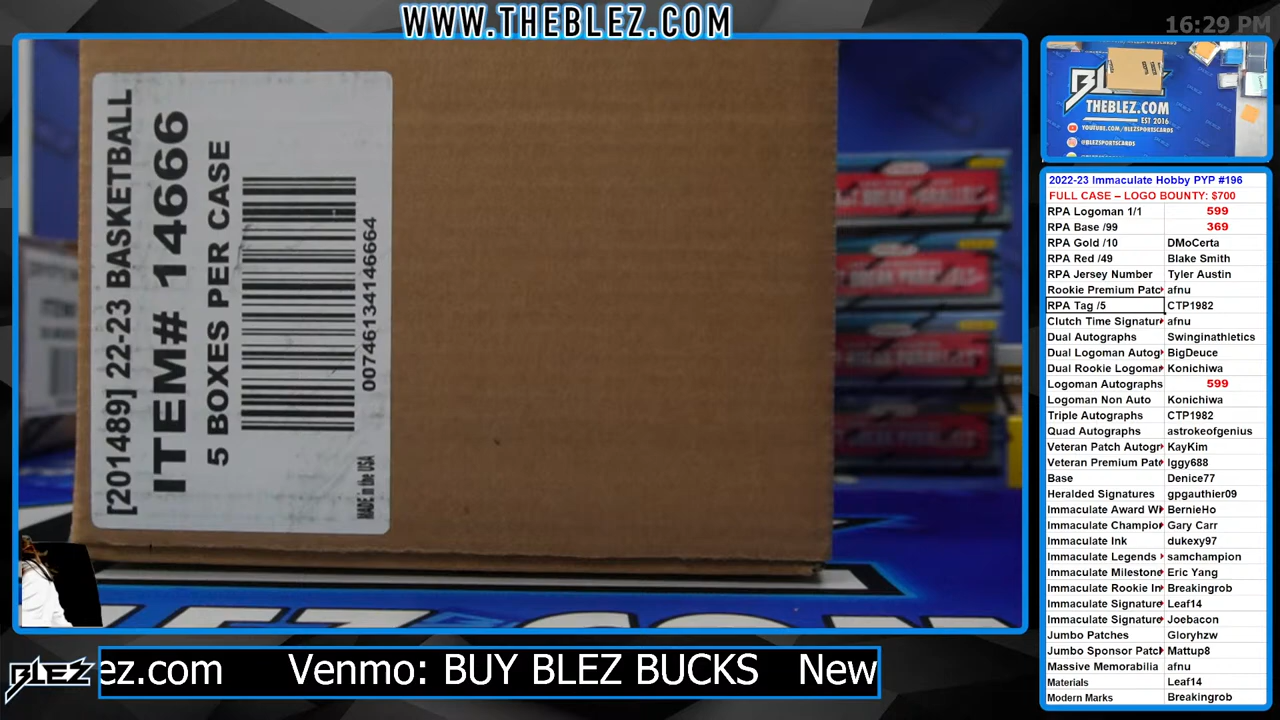 WWW.THEBLEZ.COM
16:29 PM
[201489] 22-23 BASKETBALL
ITEM# 14666
5 BOXES PER CASE
00746134146664
MADE in the USA
THEBLEZ.COM
EST 2016
YOUTUBE.COM/BLEZSPORTSCARDS
@BLEZSPORTSCARDS
2022-23 Immaculate Hobby PYP #196
FULL CASE – LOGO BOUNTY: $700
RPA Logoman 1/1 599
RPA Base /99 369
RPA Gold /10 DMoCerta
RPA Red /49 Blake Smith
RPA Jersey Number Tyler Austin
Rookie Premium Patc afnu
RPA Tag /5 CTP1982
Clutch Time Signatur afnu
Dual Autographs Swinginathletics
Dual Logoman Autog BigDeuce
Dual Rookie Logoma Konichiwa
Logoman Autographs 599
Logoman Non Auto Konichiwa
Triple Autographs CTP1982
Quad Autographs astrokeofgenius
Veteran Patch Autogr KayKim
Veteran Premium Pat Iggy688
Base Denice77
Heralded Signatures gpgauthier09
Immaculate Award W BernieHo
Immaculate Champio Gary Carr
Immaculate Ink dukexy97
Immaculate Legends samchampion
Immaculate Milestone Eric Yang
Immaculate Rookie In Breakingrob
Immaculate Signature Leaf14
Immaculate Signature Joebacon
Jumbo Patches Gloryhzw
Jumbo Sponsor Patc Mattup8
Massive Memorabilia afnu
Materials Leaf14
Modern Marks Breakingrob
BLEZ
ez.com Venmo: BUY BLEZ BUCKS New